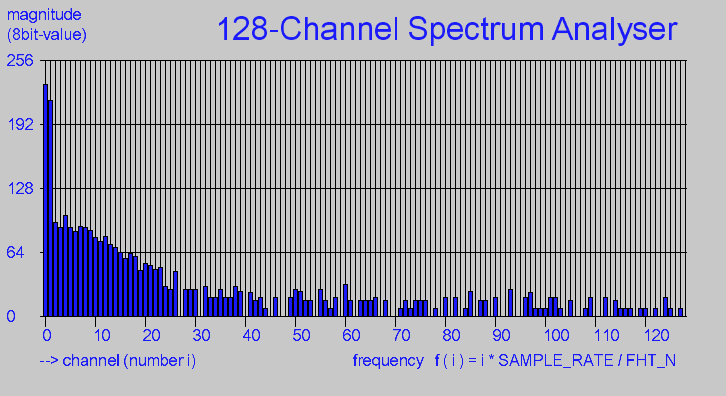 magnitude
(8bit-value)
128-Channel Spectrum Analyser
256
192
128
64
0
0 10 20 30 40 50 60 70 80 90 100 110 120
--> channel (number i)
frequency f ( i ) = i * SAMPLE_RATE / FHT_N